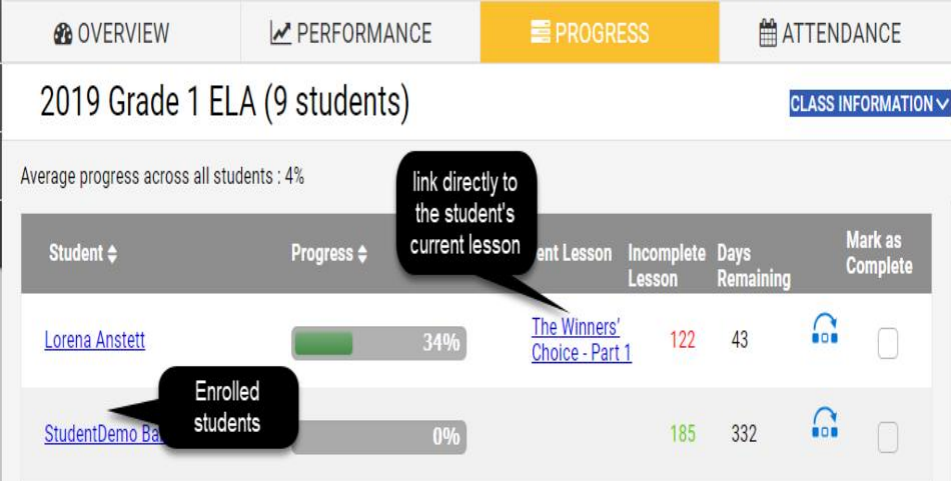 OVERVIEW
PERFORMANCE
PROGRESS
ATTENDANCE
2019 Grade 1 ELA (9 students)
CLASS INFORMATION
Average progress across all students : 4%
link directly to
the student's
current lesson
Student
Progress
Lesson
Incomplete
Lesson
Days
Remaining
Mark as
Complete
Lorena Anstett
34%
The Winners'
Choice - Part 1
122
43
Enrolled
students
StudentDemo
0%
185
332